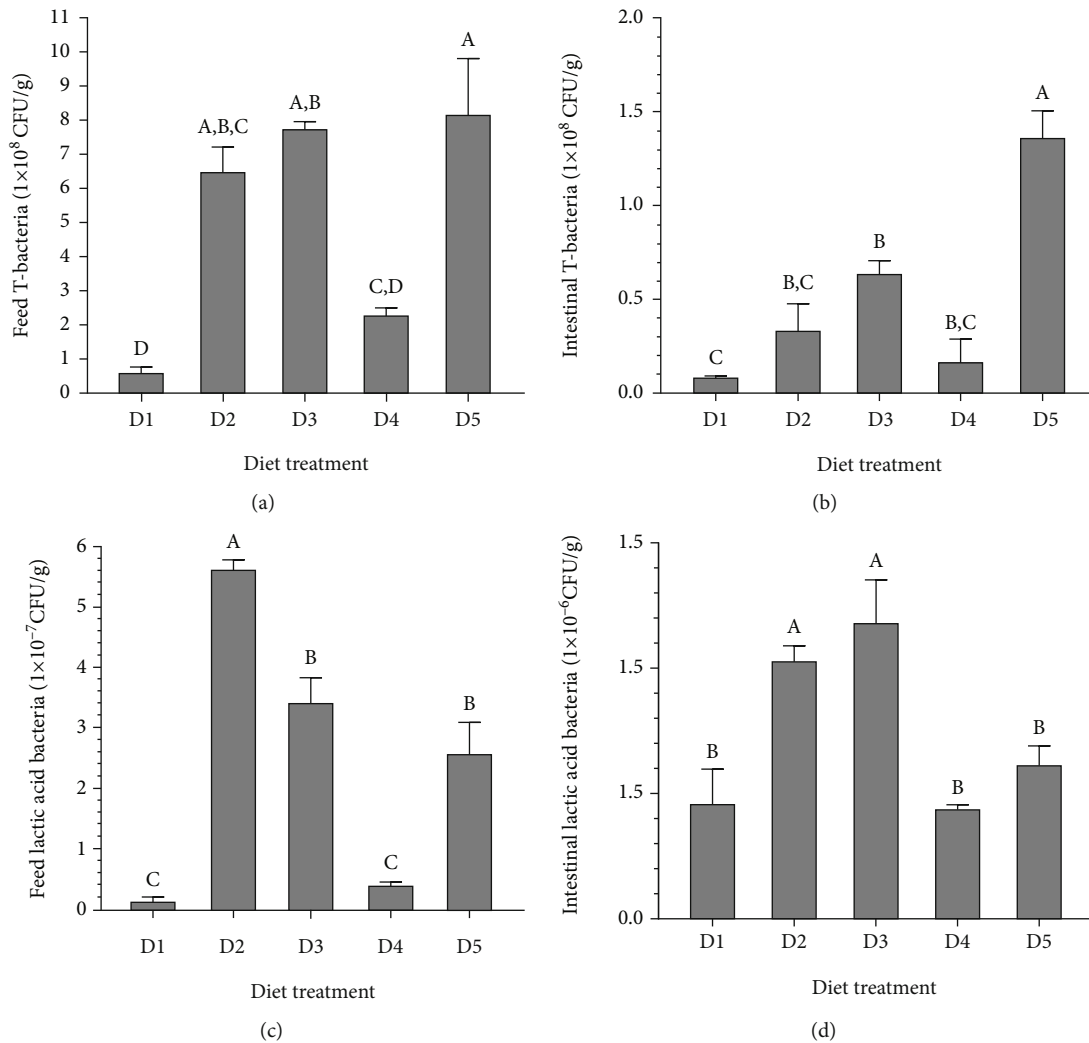 Feed T-bacteria (1×10⁸ CFU/g)
11
10
9
8
7
6
5
4
3
2
1
0
D
A,B,C
A,B
C,D
A
D1 D2 D3 D4 D5
Diet treatment
(a)
Intestinal T-bacteria (1×10⁸ CFU/g)
2.0
1.5
1.0
0.5
0.0
C
B,C
B
B,C
A
D1 D2 D3 D4 D5
Diet treatment
(b)
Feed lactic acid bacteria (1×10⁻⁷CFU/g)
6
5
4
3
2
1
0
C
A
B
C
B
D1 D2 D3 D4 D5
Diet treatment
(c)
Intestinal lactic acid bacteria (1×10⁻⁶CFU/g)
1.5
1.5
1.5
0.0
B
A
A
B
B
D1 D2 D3 D4 D5
Diet treatment
(d)